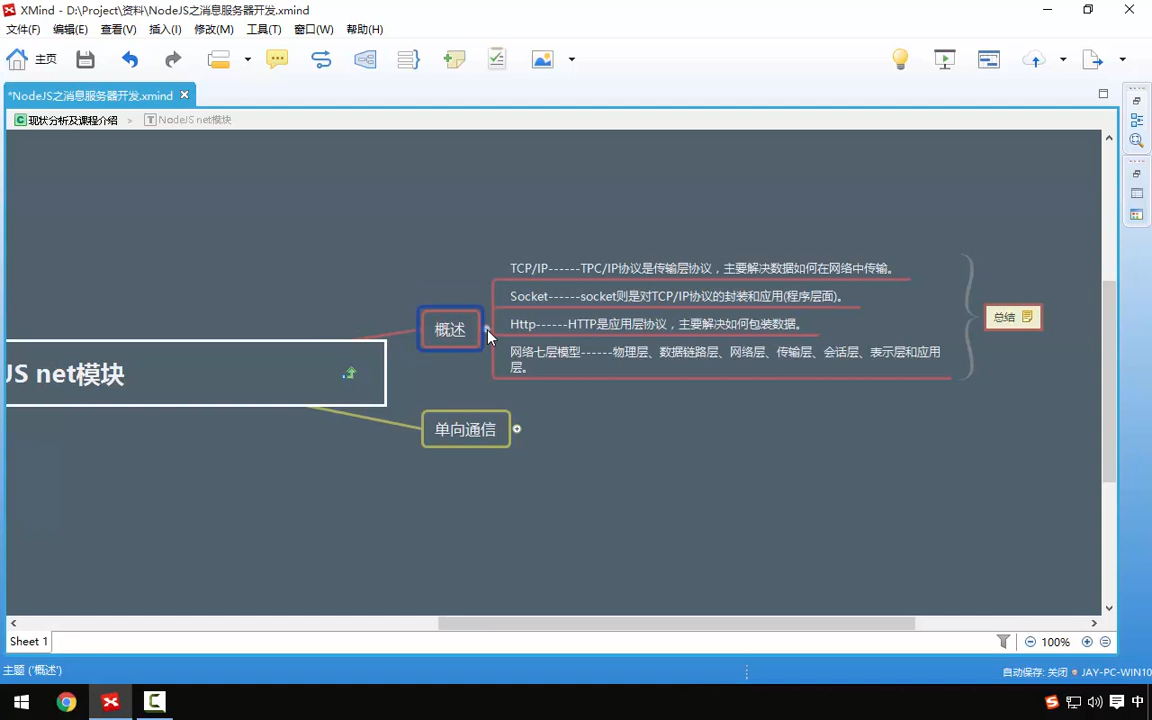 XMind - D:\Project\资料\NodeJS之消息服务器开发.xmind
文件(F) 编辑(E) 查看(V) 插入(I) 修改(M) 工具(T) 窗口(W) 帮助(H)
主页
*NodeJS之消息服务器开发.xmind
C 现状分析及课程介绍 > T NodeJS net模块
TCP/IP------TPC/IP协议是传输层协议，主要解决数据如何在网络中传输。
Socket------socket则是对TCP/IP协议的封装和应用(程序层面)。
总结
Http------HTTP是应用层协议，主要解决如何包装数据。
概述
网络七层模型------物理层、数据链路层、网络层、传输层、会话层、表示层和应用
层。
JS net模块
单向通信
Sheet 1
100%
主题 ('概述')
自动保存: 关闭 JAY-PC-WIN10
中